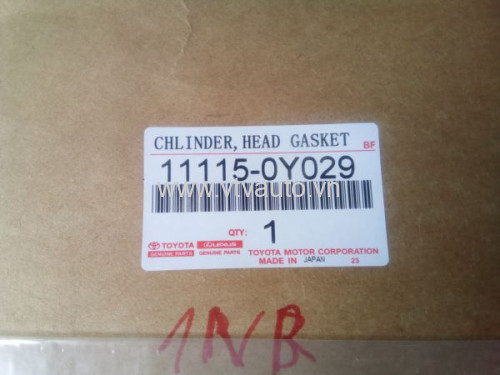 CHLINDER, HEAD GASKET
BF
11115-0Y029
www.vivauto.vn
QTY: 1
TOYOTA
GENUINE PARTS
LEXUS
GENUINE PARTS
TOYOTA MOTOR CORPORATION
MADE IN JAPAN 23
1NR